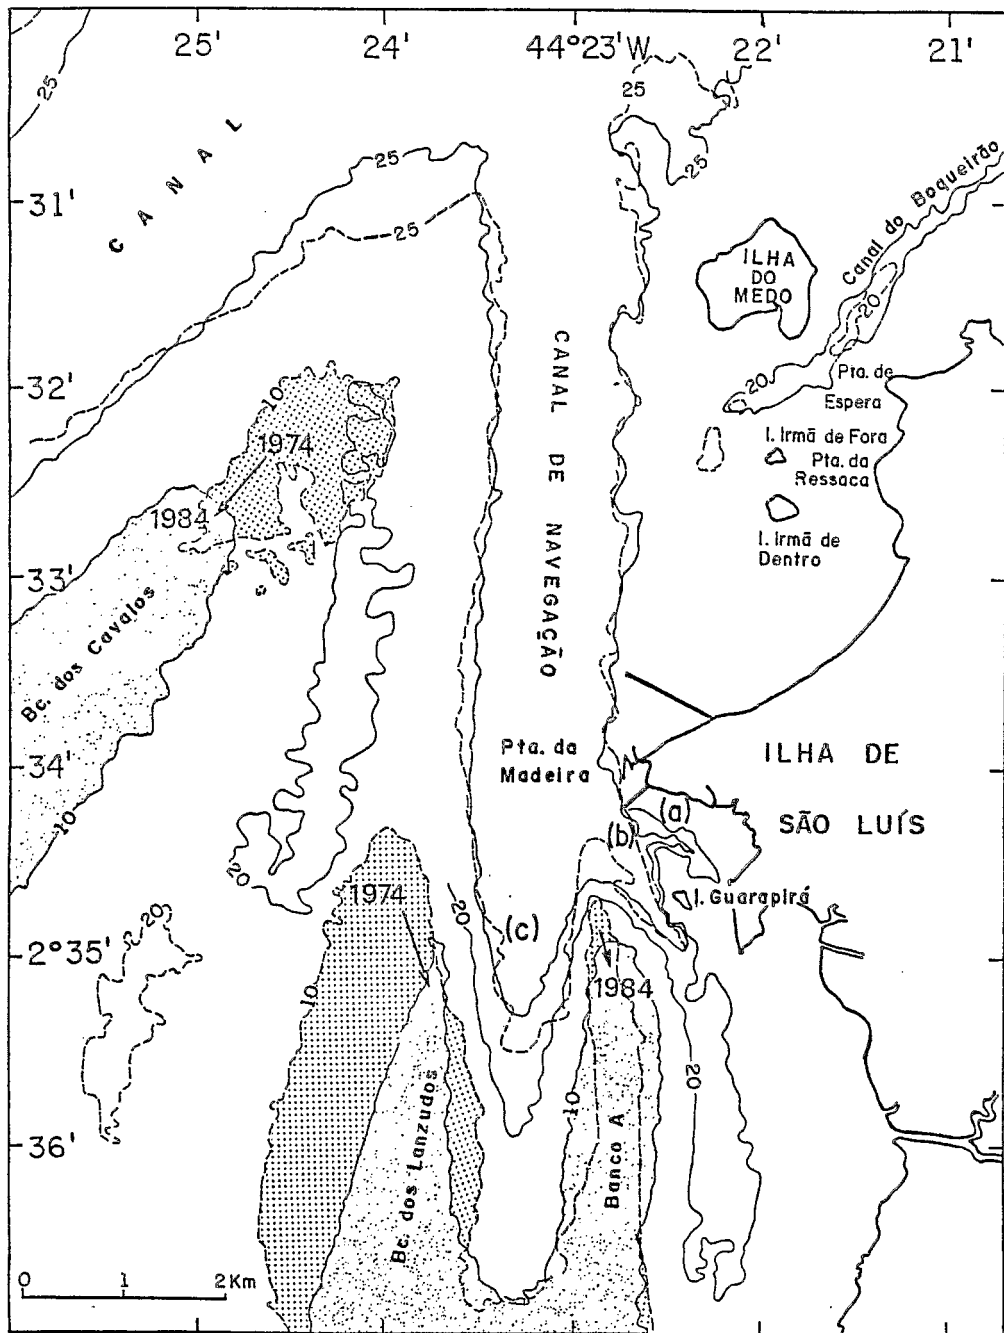 25'
24'
44°23'W
22'
21'
25
25
25
CANAL
25
25
31'
Canal do Boqueirão
ILHA
DO
MEDO
20
CANAL DE NAVEGAÇÃO
32'
20
Pta. de
Espera
10
1974
I. Irmã de Fora
Pta. da
Ressaca
1984
I. Irmã de
Dentro
33'
Bc. dos Cavalos
34'
Pta. da
Madeira
ILHA DE
SÃO LUÍS
(a)
(b)
10
20
1974
I. Guarapirá
20
(c)
20
2°35'
10
1984
20
10
36'
Bc. dos Lanzudos
Banco A
0 1 2Km